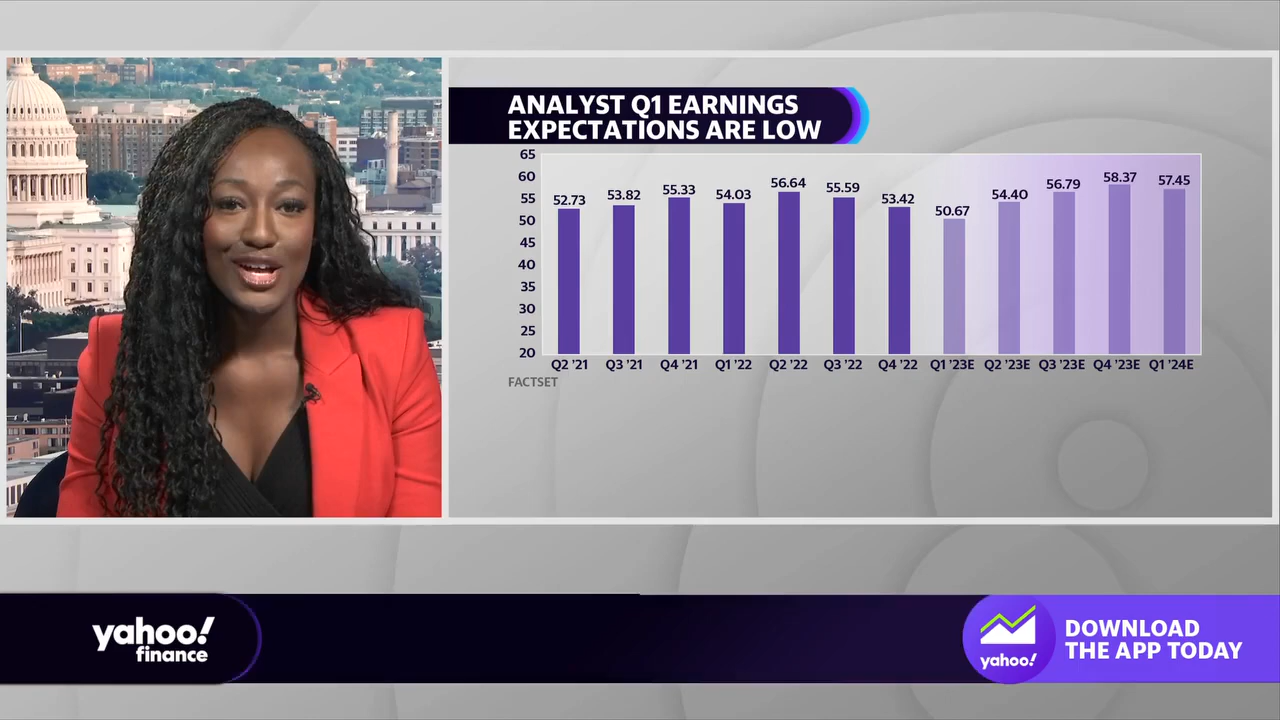 ANALYST Q1 EARNINGS
EXPECTATIONS ARE LOW
65
60
55
50
45
40
35
30
25
20
52.73
53.82
55.33
54.03
56.64
55.59
53.42
50.67
54.40
56.79
58.37
57.45
Q2 ’21
Q3 ’21
Q4 ’21
Q1 ’22
Q2 ’22
Q3 ’22
Q4 ’22
Q1 ’23E
Q2 ’23E
Q3 ’23E
Q4 ’23E
Q1 ’24E
FACTSET
yahoo!
finance
yahoo!
DOWNLOAD
THE APP TODAY